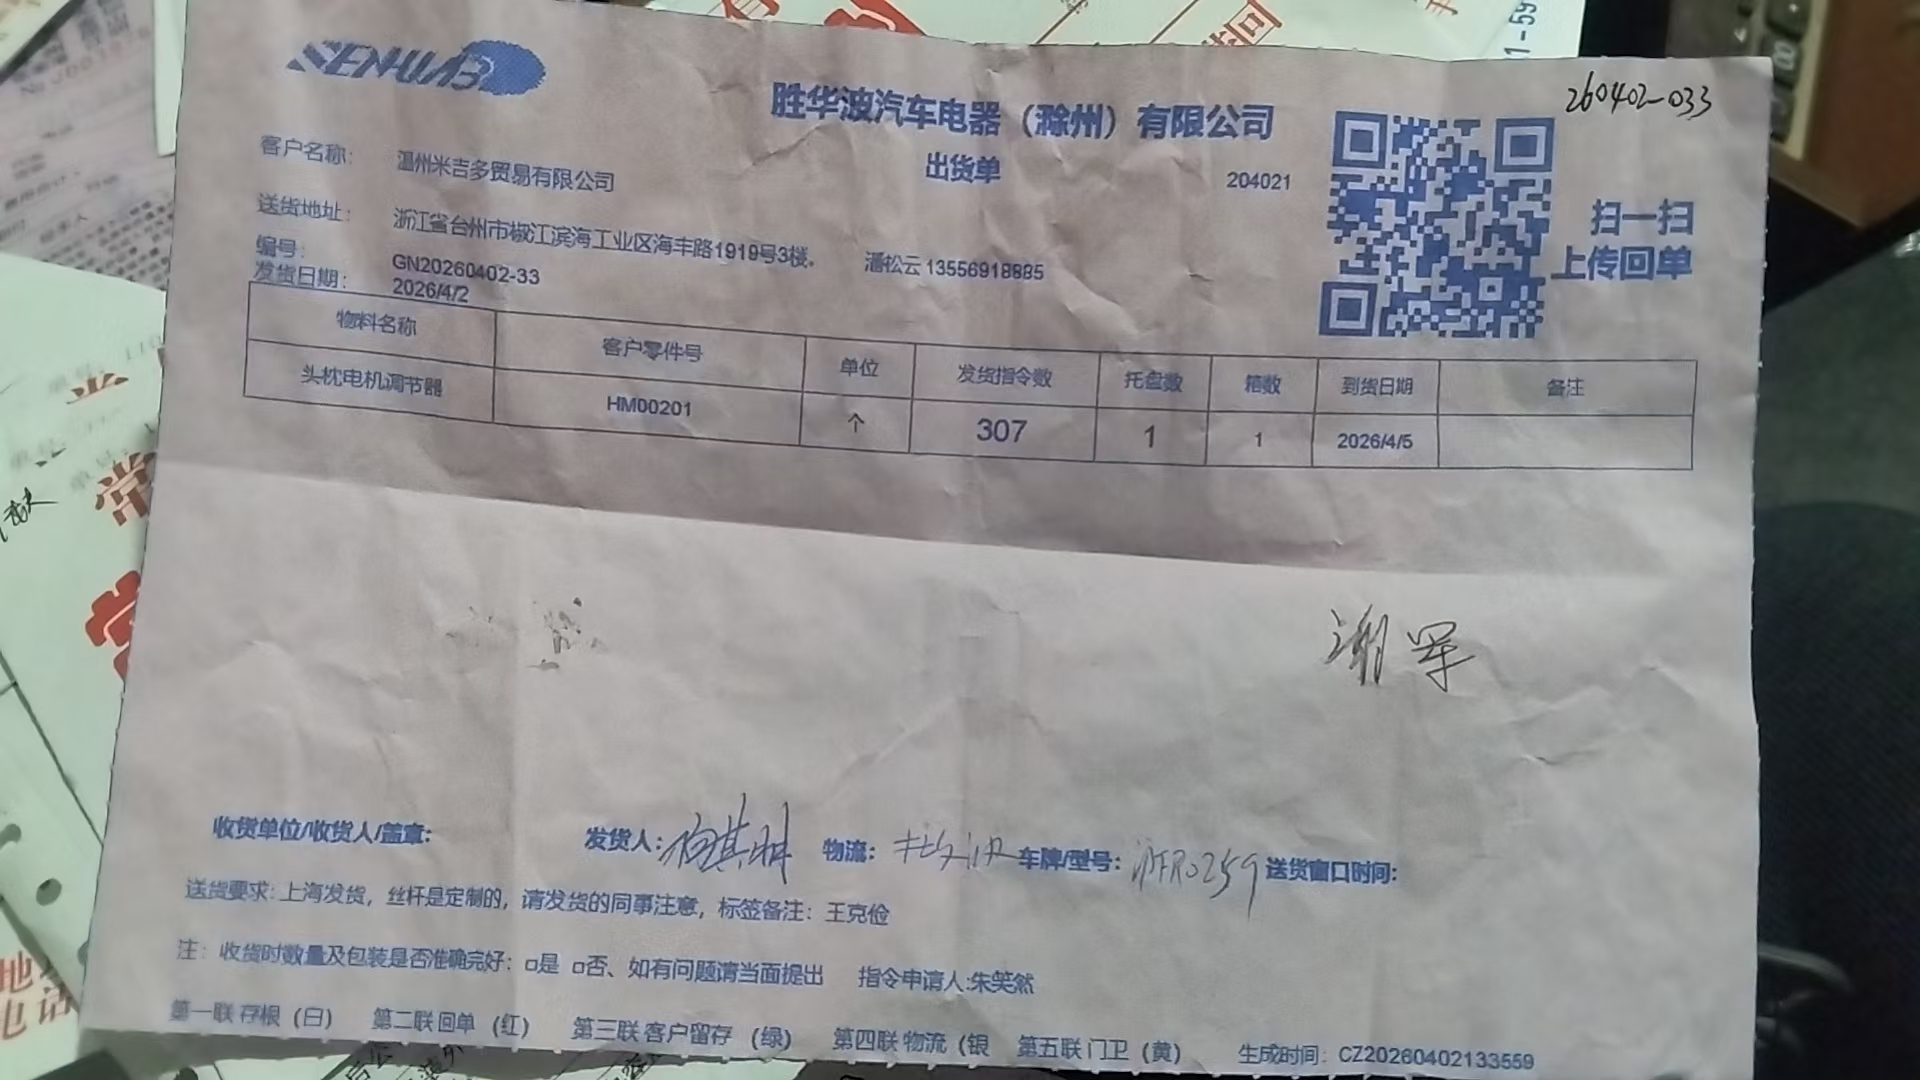 SENHUAB
260402-033
胜华波汽车电器（滁州）有限公司
出货单
204021
客户名称： 温州米吉多贸易有限公司
扫一扫
上传回单
送货地址： 浙江省台州市椒江滨海工业区海丰路1919号3楼。 潘松云 13556918885
编号： GN20260402-33
发货日期： 2026/4/2
物料名称 客户零件号 单位 发货指令数 托盘数 箱数 到货日期 备注
头枕电机调节器 HM00201 个 307 1 1 2026/4/5
谢军
收货单位/收货人/盖章： 发货人： 物流： 车牌/型号： 送货窗口时间：
送货要求：上海发货，丝杆是定制的，请发货的同事注意，标签备注：王克俭
注：收货时数量及包装是否准确完好：□是 □否、如有问题请当面提出 指令申请人:朱笑然
第一联 存根（白） 第二联 回单 （红） 第三联 客户留存 （绿） 第四联 物流（银 第五联 门卫（黄） 生成时间：CZ20260402133559